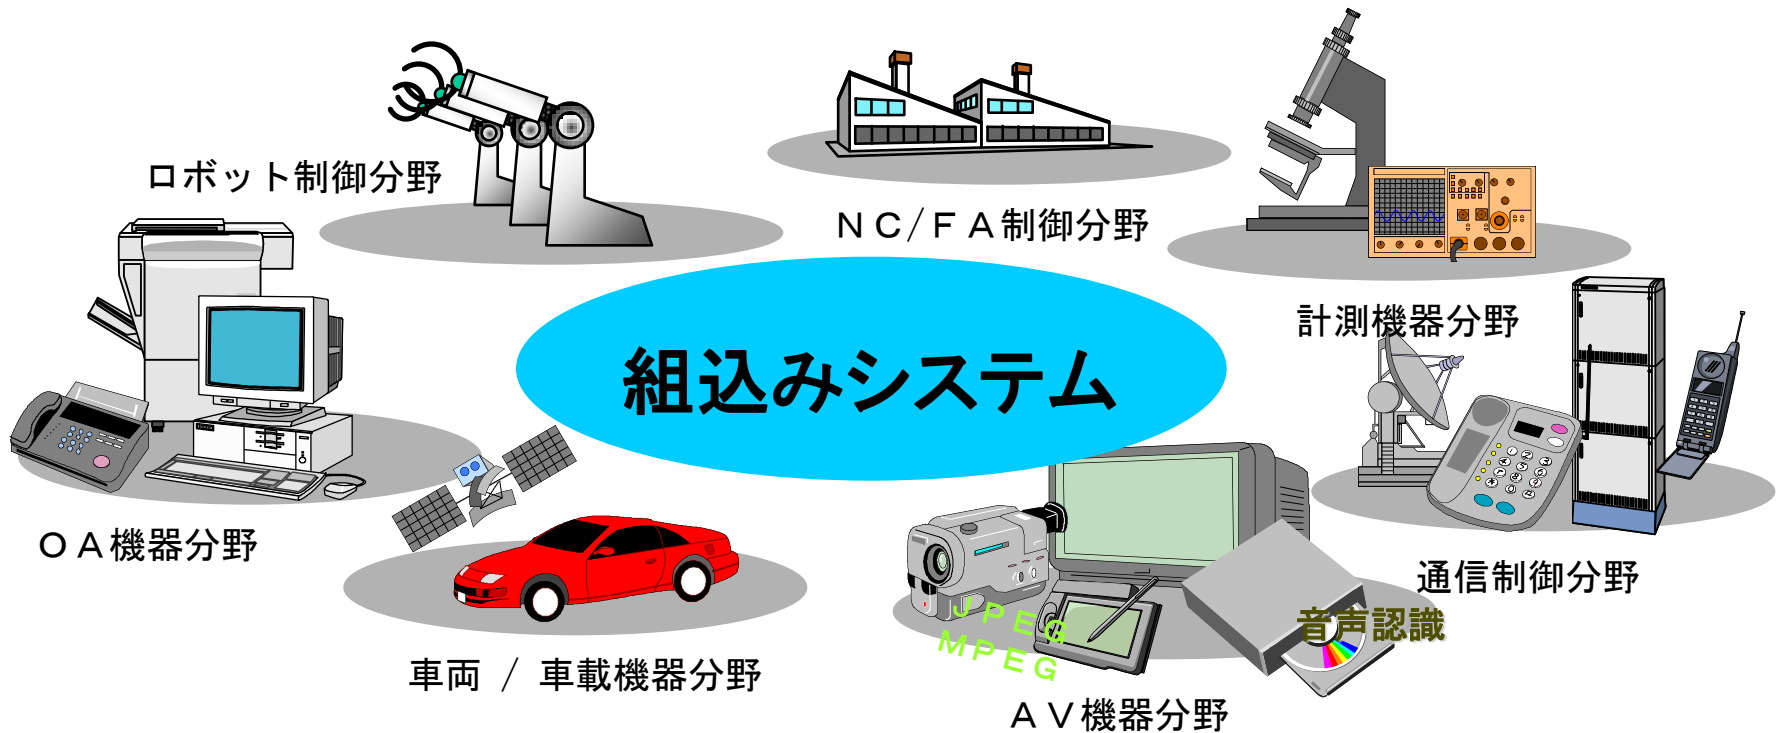 ロボット制御分野
ＮＣ/ＦＡ制御分野
計測機器分野
組込みシステム
ＯＡ機器分野
通信制御分野
ＪＰＥＧ
ＭＰＥＧ
音声認識
車両 / 車載機器分野
ＡＶ機器分野